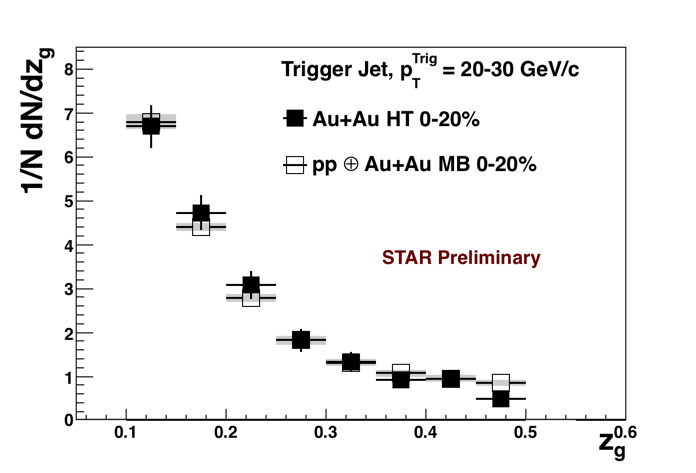 1/N dN/dz_g
8
7
6
5
4
3
2
1
0
Trigger Jet, p_T^Trig = 20-30 GeV/c
Au+Au HT 0-20%
pp ⊕ Au+Au MB 0-20%
STAR Preliminary
0.1 0.2 0.3 0.4 0.5 0.6
z_g